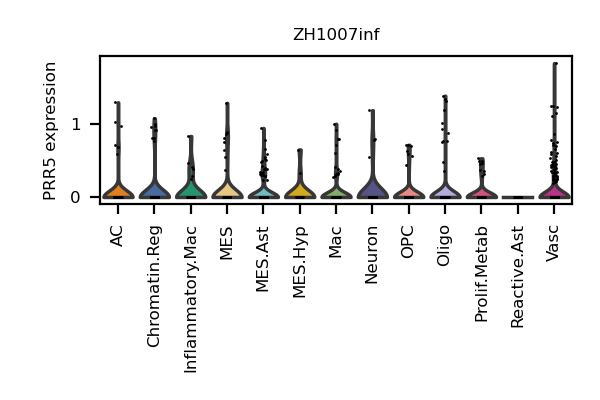 ZH1007inf
PRR5 expression
1
0
AC
Chromatin.Reg
Inflammatory.Mac
MES
MES.Ast
MES.Hyp
Mac
Neuron
OPC
Oligo
Prolif.Metab
Reactive.Ast
Vasc